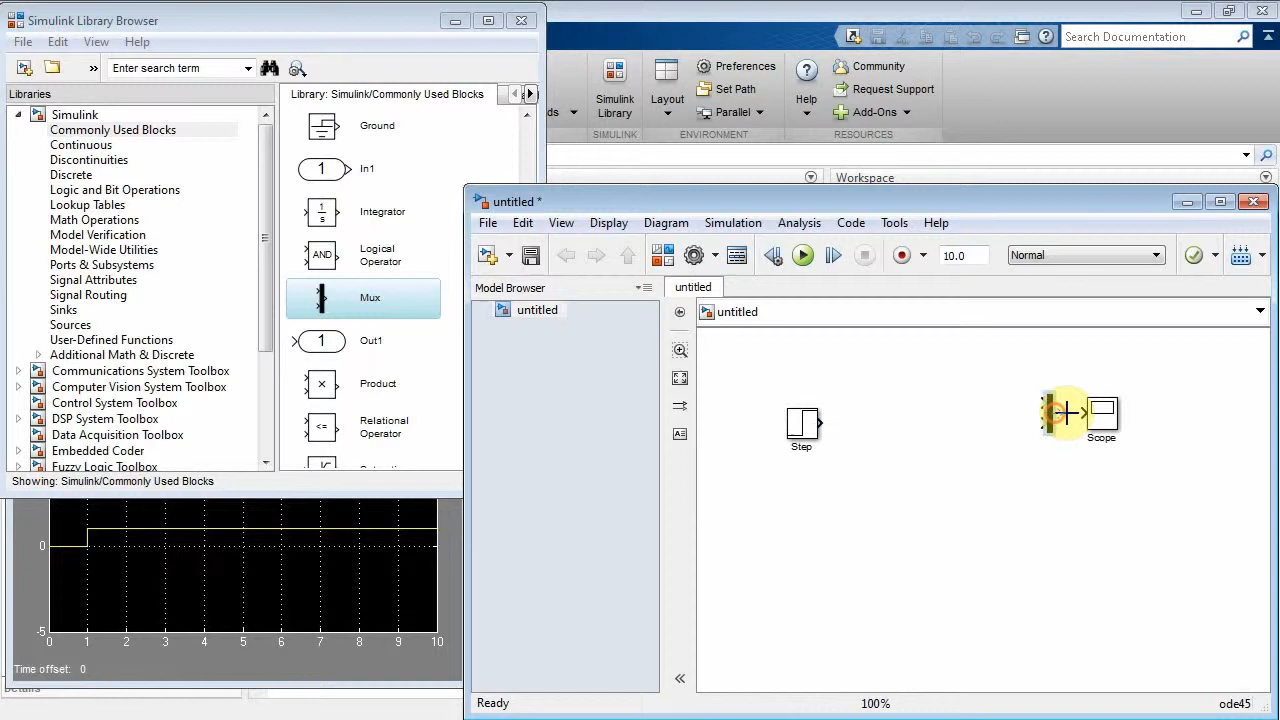 Simulink Library Browser
File Edit View Help
» Enter search term
Libraries
Library: Simulink/Commonly Used Blocks
Simulink
Commonly Used Blocks
Continuous
Discontinuities
Discrete
Logic and Bit Operations
Lookup Tables
Math Operations
Model Verification
Model-Wide Utilities
Ports & Subsystems
Signal Attributes
Signal Routing
Sinks
Sources
User-Defined Functions
Additional Math & Discrete
Communications System Toolbox
Computer Vision System Toolbox
Control System Toolbox
DSP System Toolbox
Data Acquisition Toolbox
Embedded Coder
Fuzzy Logic Toolbox
Ground
1 In1
1
s
Integrator
AND
Logical
Operator
Mux
1 Out1
× Product
<=
Relational
Operator
Showing: Simulink/Commonly Used Blocks
Search Documentation
Simulink
Library
SIMULINK
Layout
Preferences
Set Path
Parallel
ENVIRONMENT
Help
Community
Request Support
Add-Ons
RESOURCES
Workspace
untitled *
File Edit View Display Diagram Simulation Analysis Code Tools Help
10.0 Normal
Model Browser
untitled
untitled
untitled
Step
Scope
Ready 100% ode45
0
-5
0 1 2 3 4 5 6 7 8 9 10
Time offset: 0